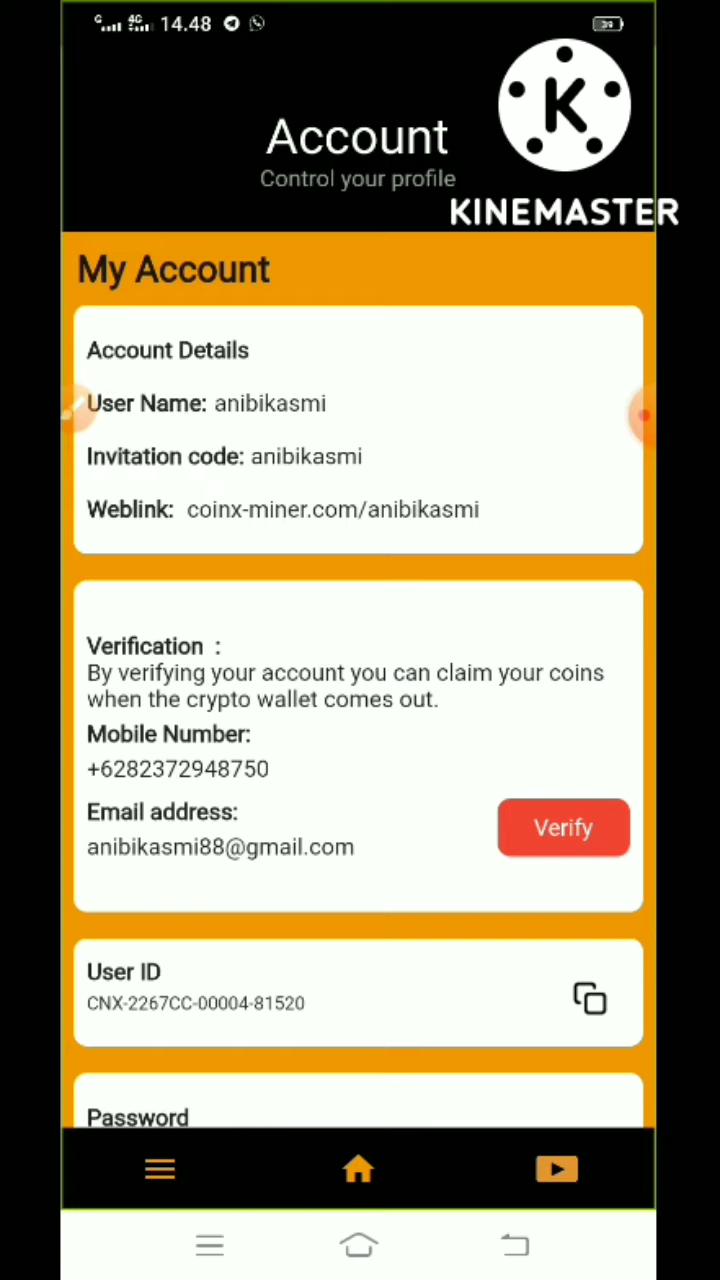 G 4G 14.48 39
Account
Control your profile
K
KINEMASTER
My Account
Account Details
User Name: anibikasmi
Invitation code: anibikasmi
Weblink: coinx-miner.com/anibikasmi
Verification :
By verifying your account you can claim your coins
when the crypto wallet comes out.
Mobile Number:
+6282372948750
Email address:
anibikasmi88@gmail.com
Verify
User ID
CNX-2267CC-00004-81520
Password